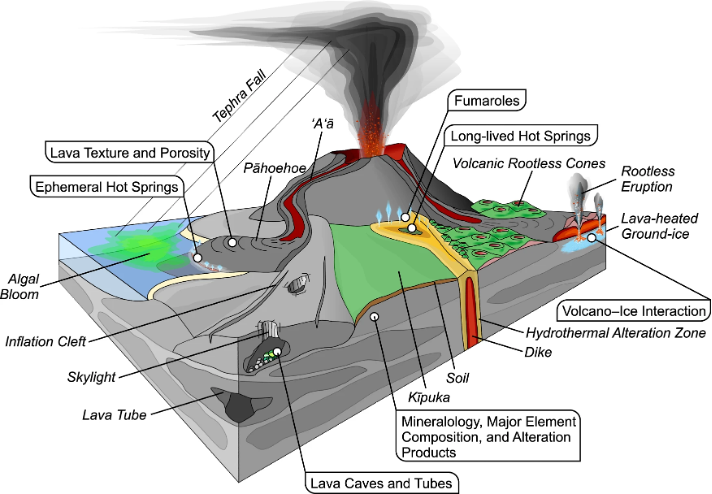 Tephra Fall
Fumaroles
'A'ā
Long-lived Hot Springs
Lava Texture and Porosity
Volcanic Rootless Cones
Pāhoehoe
Rootless
Eruption
Ephemeral Hot Springs
Lava-heated
Ground-ice
Algal
Bloom
Volcano–Ice Interaction
Inflation Cleft
Hydrothermal Alteration Zone
Dike
Skylight
Soil
Kīpuka
Lava Tube
Mineralology, Major Element
Composition, and Alteration
Products
Lava Caves and Tubes